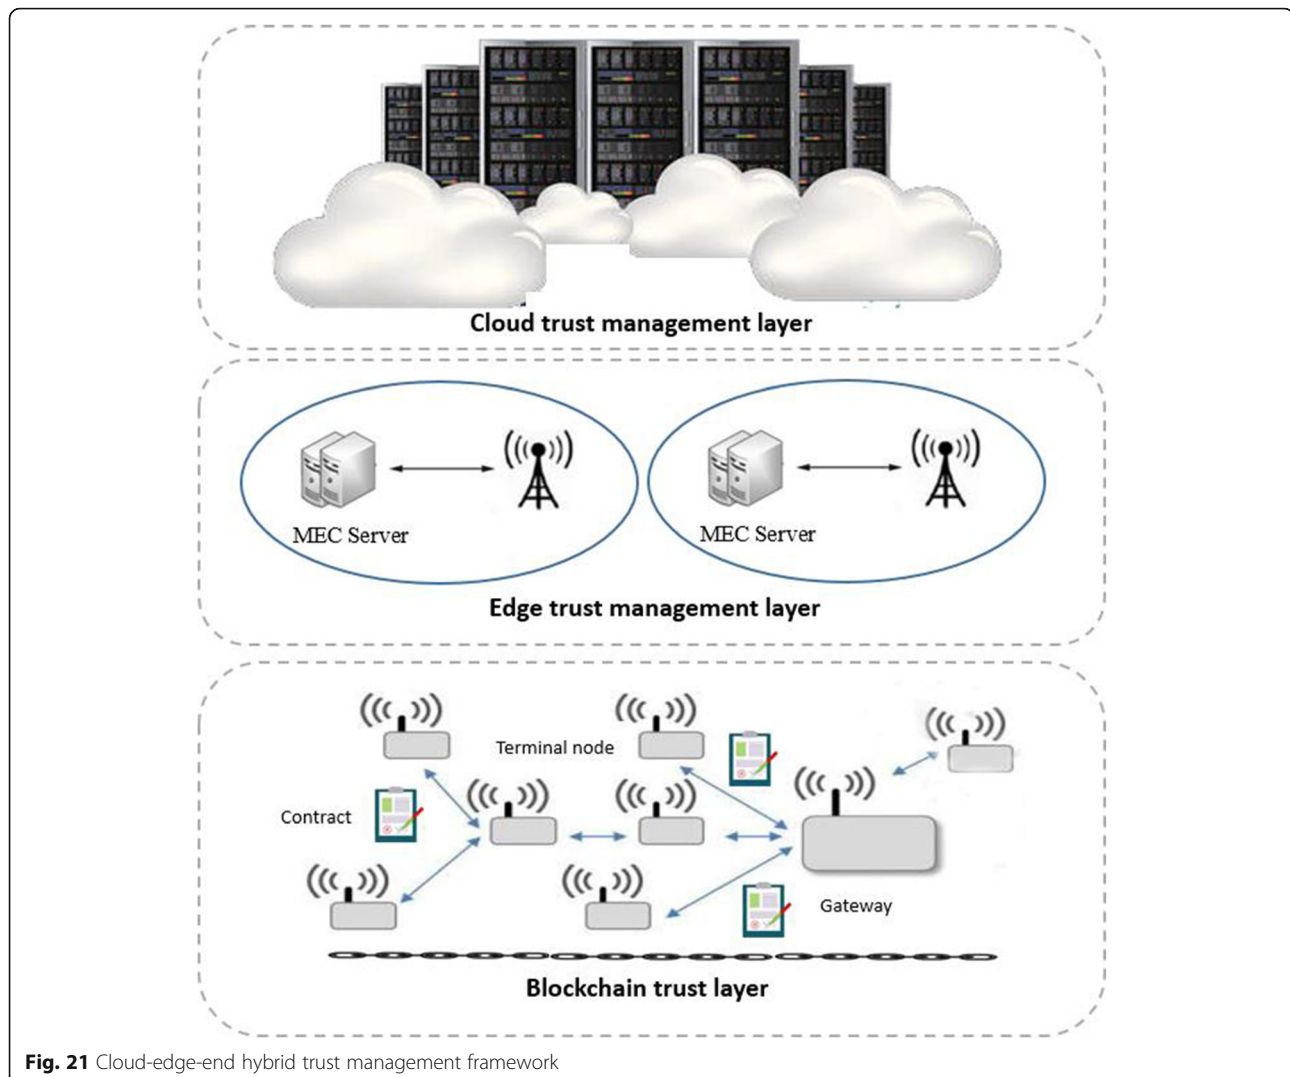 Cloud trust management layer
MEC Server
MEC Server
Edge trust management layer
Terminal node
Contract
Gateway
Blockchain trust layer
Fig. 21 Cloud-edge-end hybrid trust management framework